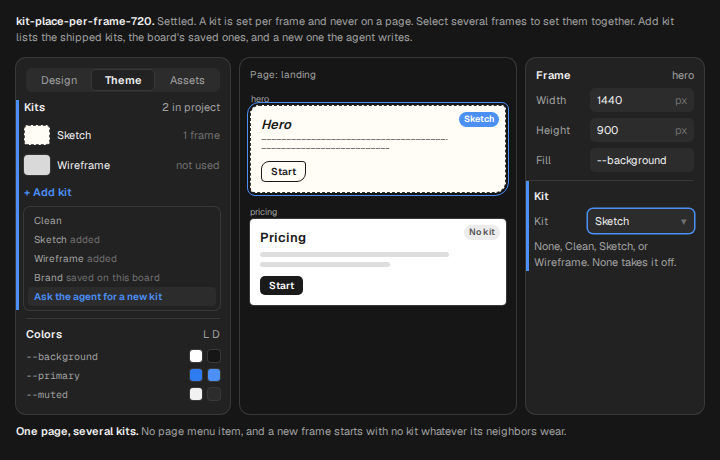 kit-place-per-frame-720. Settled. A kit is set per frame and never on a page. Select several frames to set them together. Add kit
lists the shipped kits, the board's saved ones, and a new one the agent writes.
Design Theme Assets
Kits 2 in project
Sketch 1 frame
Wireframe not used
+ Add kit
Clean
Sketch added
Wireframe added
Brand saved on this board
Ask the agent for a new kit
Colors L D
--background
--primary
--muted
Page: landing
hero
Hero
Sketch
Start
pricing
Pricing
No kit
Start
Frame hero
Width 1440 px
Height 900 px
Fill --background
Kit
Kit Sketch
None, Clean, Sketch, or
Wireframe. None takes it off.
One page, several kits. No page menu item, and a new frame starts with no kit whatever its neighbors wear.